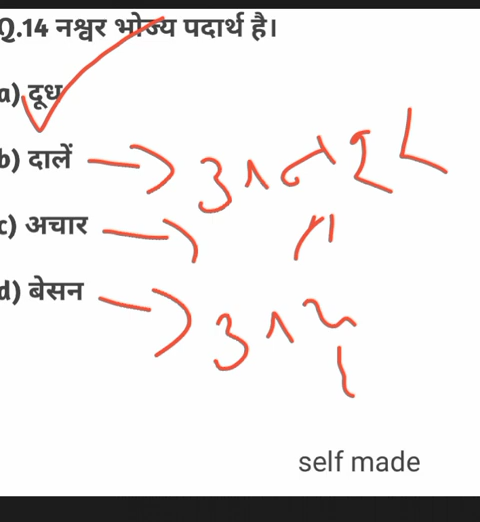 Q.14 नश्वर भोज्य पदार्थ है।
a) दूध
b) दालें
c) अचार
d) बेसन
self made